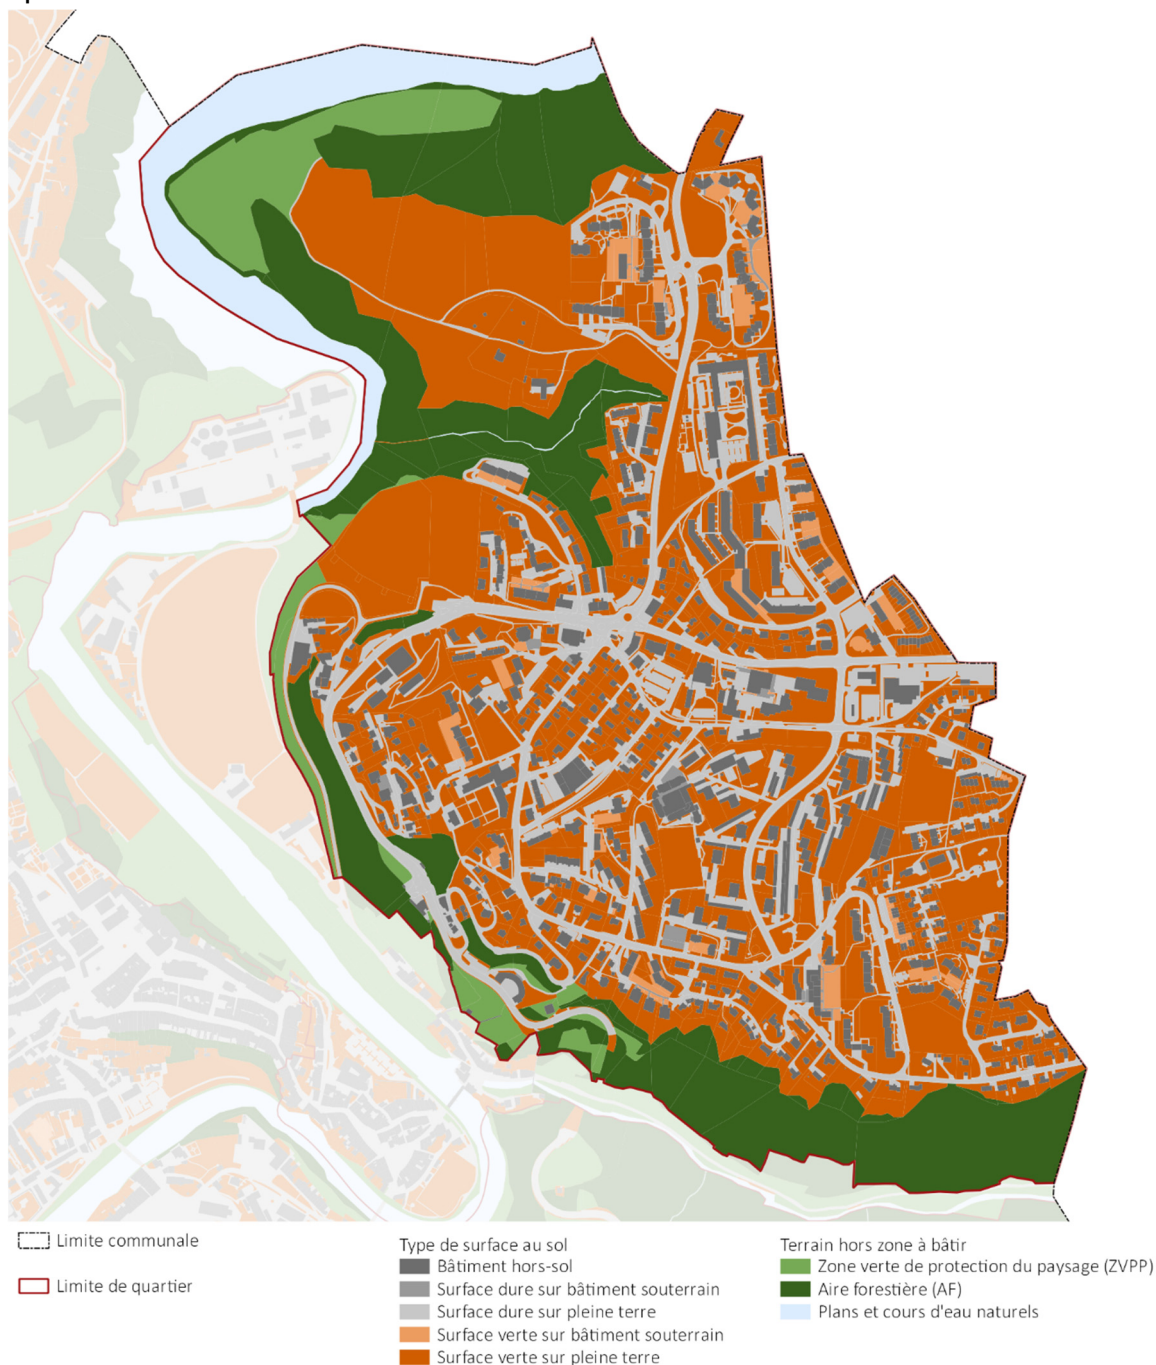 Limite communale
Limite de quartier
Type de surface au sol
Bâtiment hors-sol
Surface dure sur bâtiment souterrain
Surface dure sur pleine terre
Surface verte sur bâtiment souterrain
Surface verte sur pleine terre
Terrain hors zone à bâtir
Zone verte de protection du paysage (ZVPP)
Aire forestière (AF)
Plans et cours d'eau naturels